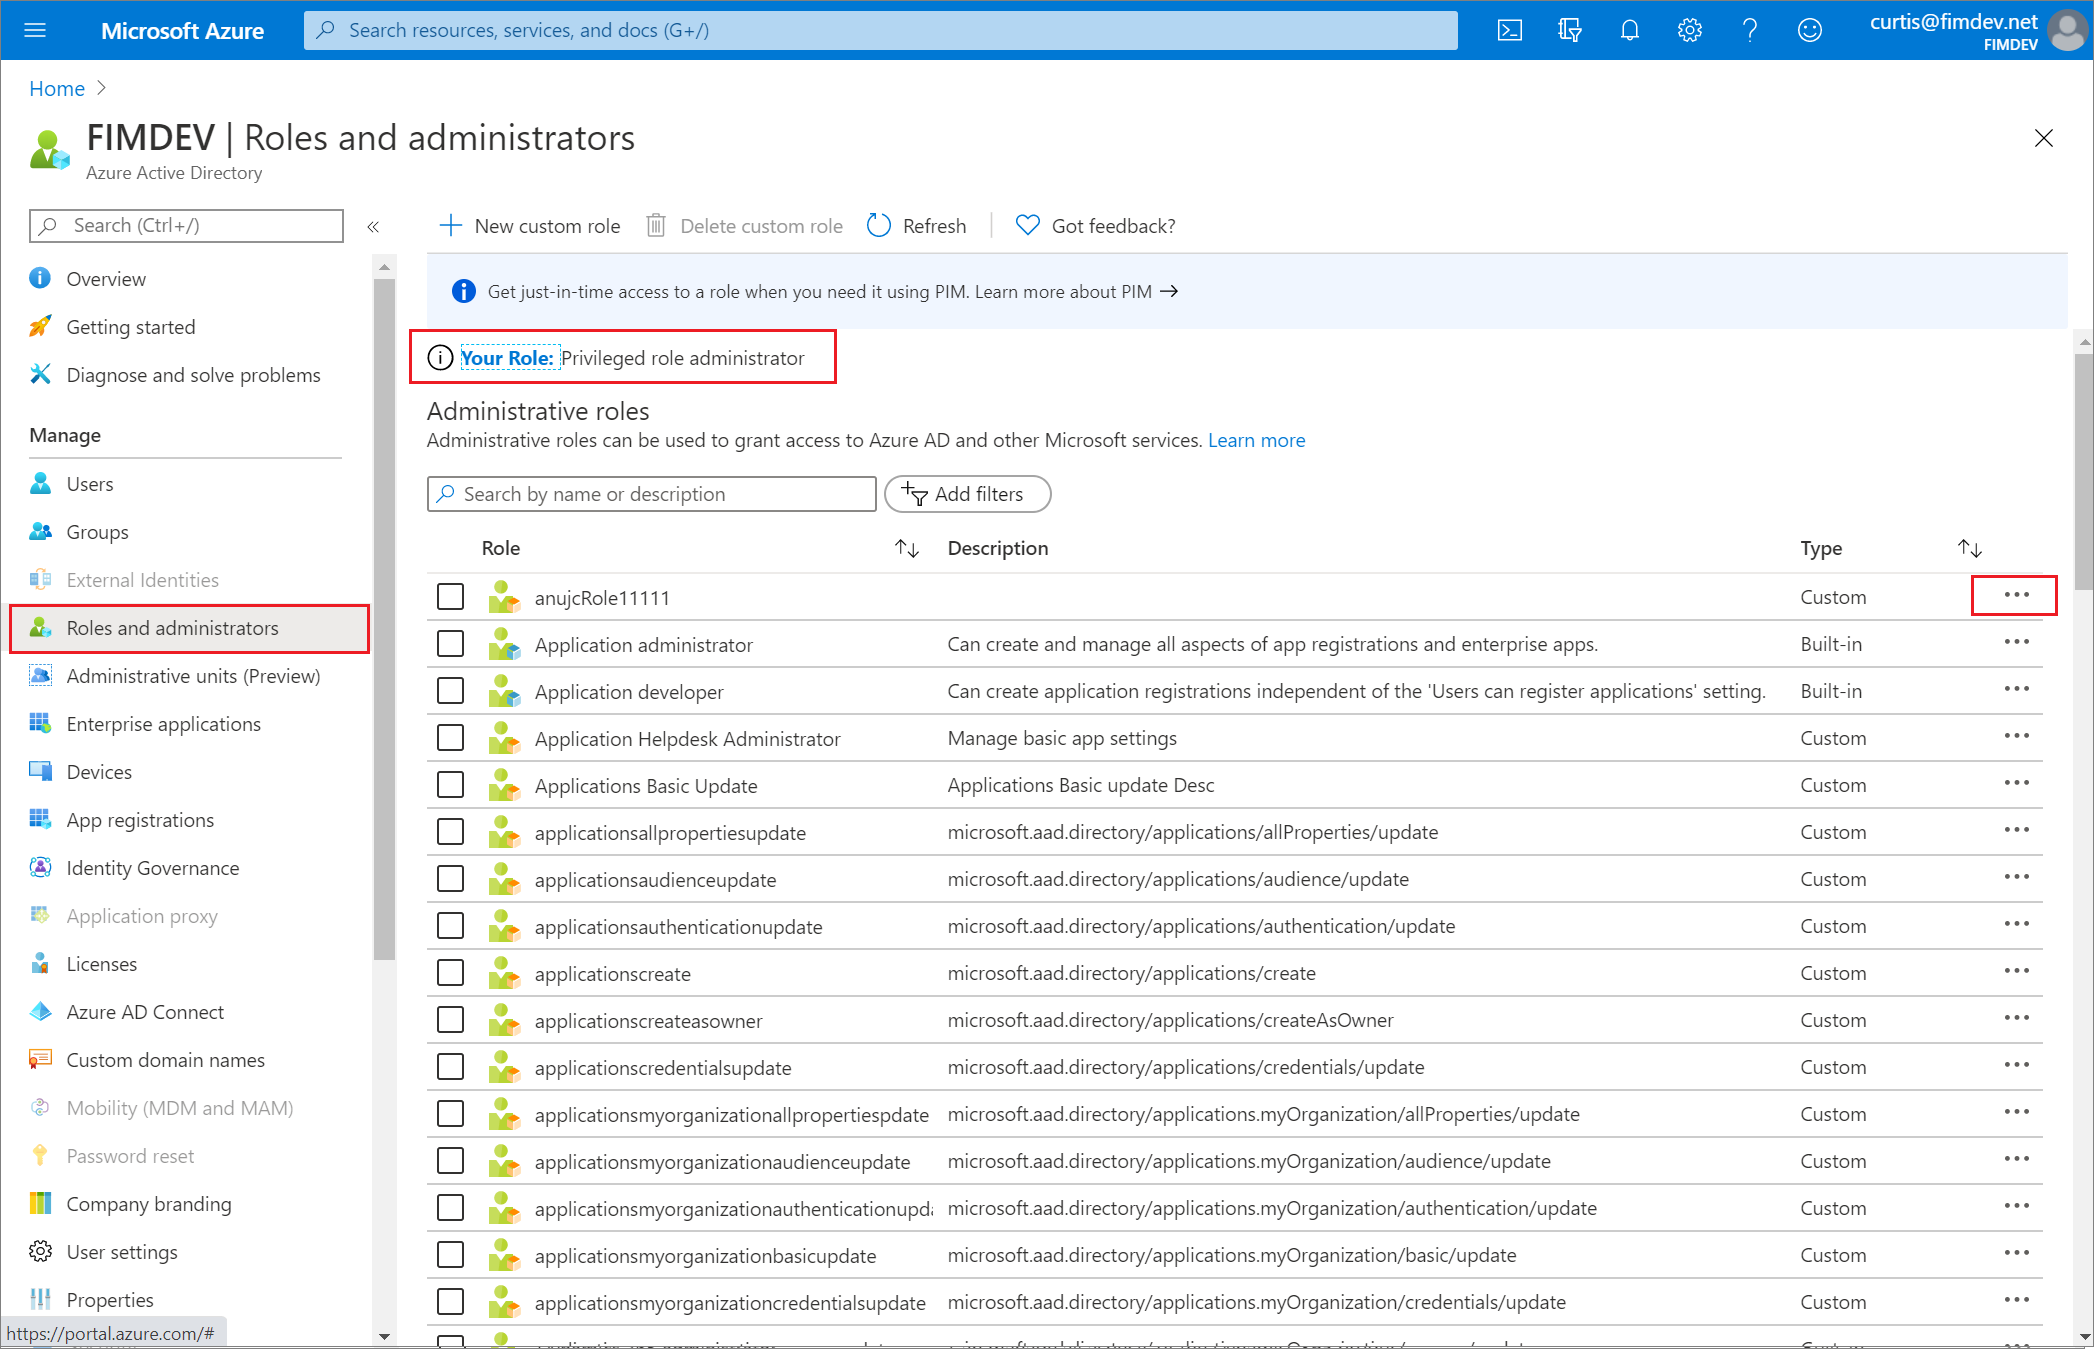 Microsoft Azure
Search resources, services, and docs (G+/)
curtis@fimdev.net
FIMDEV
Home
FIMDEV | Roles and administrators
Azure Active Directory
Search (Ctrl+/)
«
Overview
Getting started
Diagnose and solve problems
Manage
Users
Groups
External Identities
Roles and administrators
Administrative units (Preview)
Enterprise applications
Devices
App registrations
Identity Governance
Application proxy
Licenses
Azure AD Connect
Custom domain names
Mobility (MDM and MAM)
Password reset
Company branding
User settings
Properties
https://portal.azure.com/#
New custom role
Delete custom role
Refresh
Got feedback?
Get just-in-time access to a role when you need it using PIM. Learn more about PIM →
Your Role: Privileged role administrator
Administrative roles
Administrative roles can be used to grant access to Azure AD and other Microsoft services. Learn more
Search by name or description
Add filters
Role Description Type
anujcRole11111 Custom
Application administrator Can create and manage all aspects of app registrations and enterprise apps. Built-in
Application developer Can create application registrations independent of the 'Users can register applications' setting. Built-in
Application Helpdesk Administrator Manage basic app settings Custom
Applications Basic Update Applications Basic update Desc Custom
applicationsallpropertiesupdate microsoft.aad.directory/applications/allProperties/update Custom
applicationsaudienceupdate microsoft.aad.directory/applications/audience/update Custom
applicationsauthenticationupdate microsoft.aad.directory/applications/authentication/update Custom
applicationscreate microsoft.aad.directory/applications/create Custom
applicationscreateasowner microsoft.aad.directory/applications/createAsOwner Custom
applicationscredentialsupdate microsoft.aad.directory/applications/credentials/update Custom
applicationsmyorganizationallpropertiespdate microsoft.aad.directory/applications.myOrganization/allProperties/update Custom
applicationsmyorganizationaudienceupdate microsoft.aad.directory/applications.myOrganization/audience/update Custom
applicationsmyorganizationauthenticationupd microsoft.aad.directory/applications.myOrganization/authentication/update Custom
applicationsmyorganizationbasicupdate microsoft.aad.directory/applications.myOrganization/basic/update Custom
applicationsmyorganizationcredentialsupdate microsoft.aad.directory/applications.myOrganization/credentials/update Custom